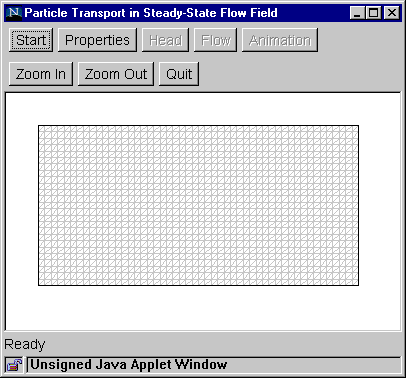 Particle Transport in Steady-State Flow Field
Start Properties Head Flow Animation
Zoom In Zoom Out Quit
Ready
Unsigned Java Applet Window